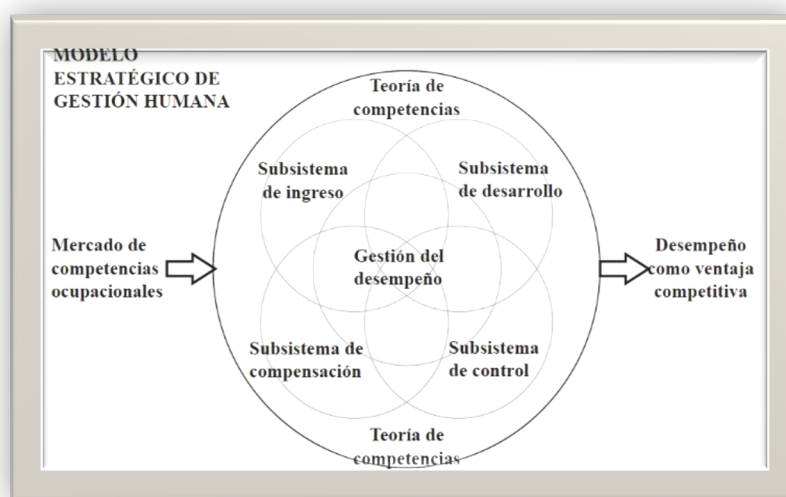 MODELO
ESTRATÉGICO DE
GESTIÓN HUMANA
Teoría de
competencias
Subsistema
de ingreso
Subsistema
de desarrollo
Mercado de
competencias
ocupacionales
Gestión del
desempeño
Desempeño
como ventaja
competitiva
Subsistema de
compensación
Subsistema
de control
Teoría de
competencias